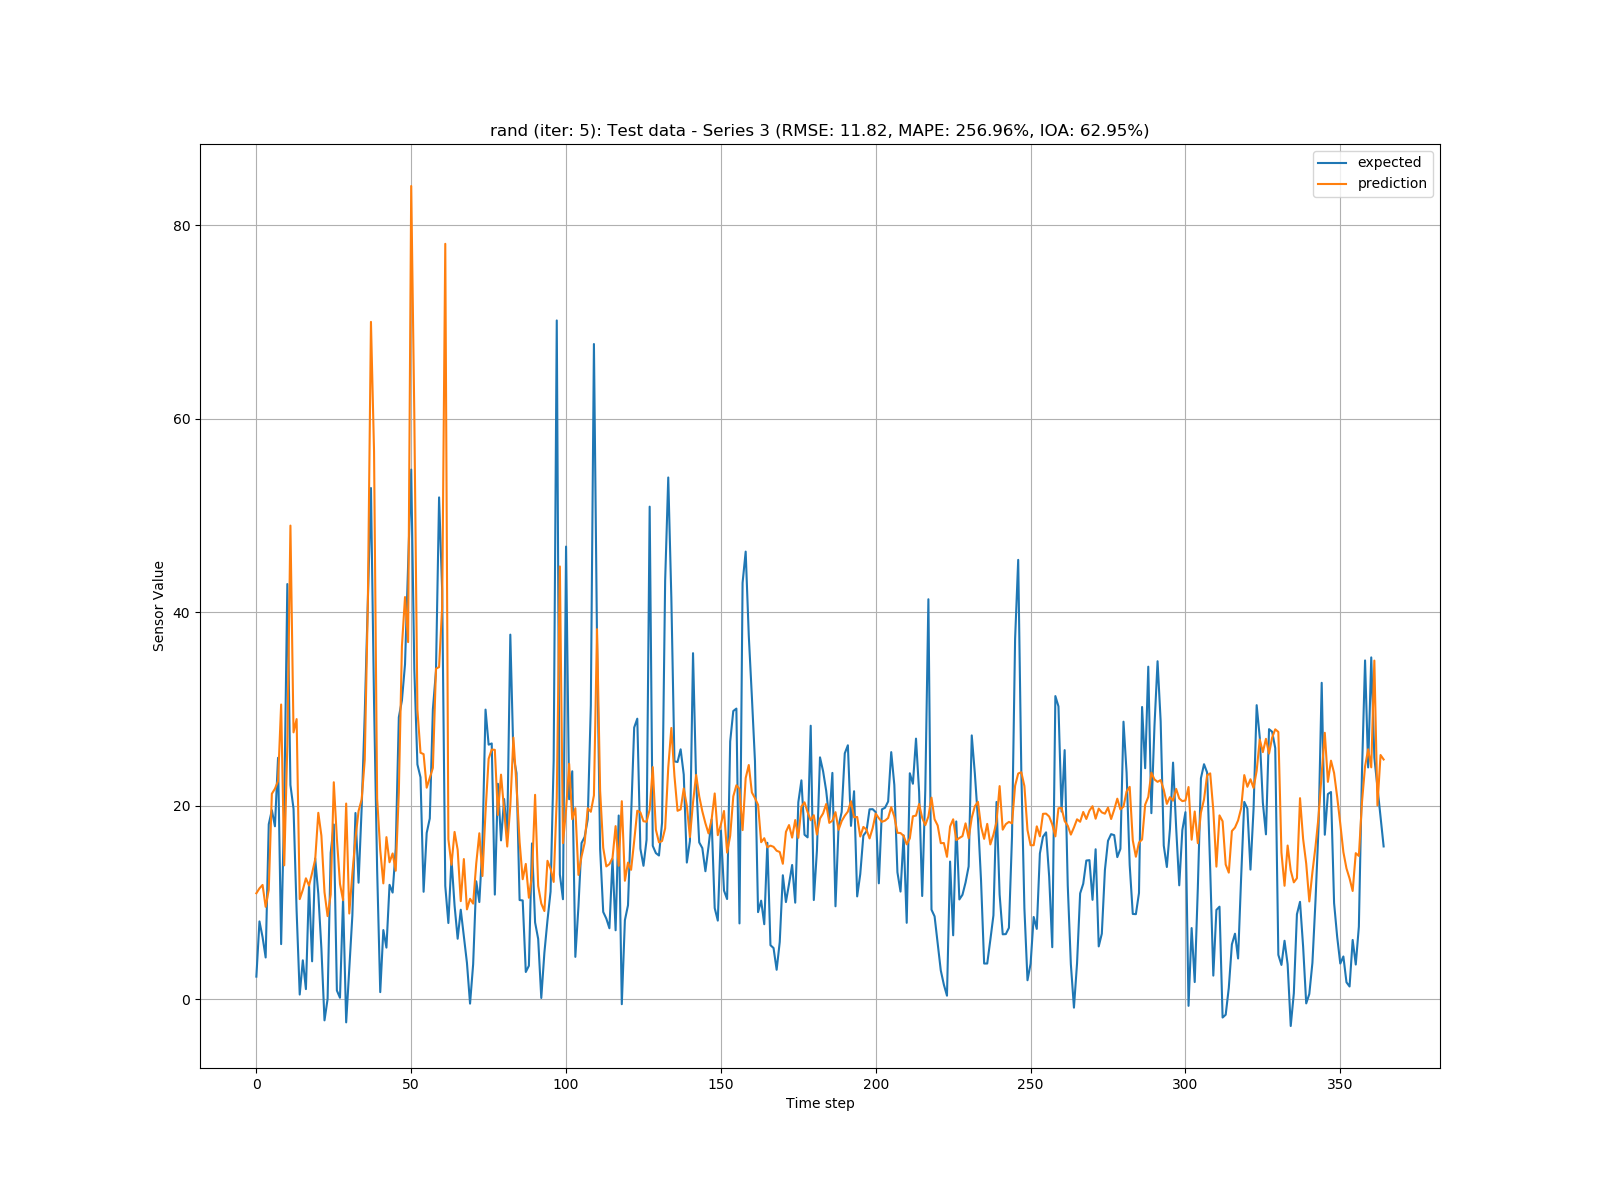 rand (iter: 5): Test data - Series 3 (RMSE: 11.82, MAPE: 256.96%, IOA: 62.95%)
expected
prediction
80
60
40
20
0
Sensor Value
0 50 100 150 200 250 300 350
Time step